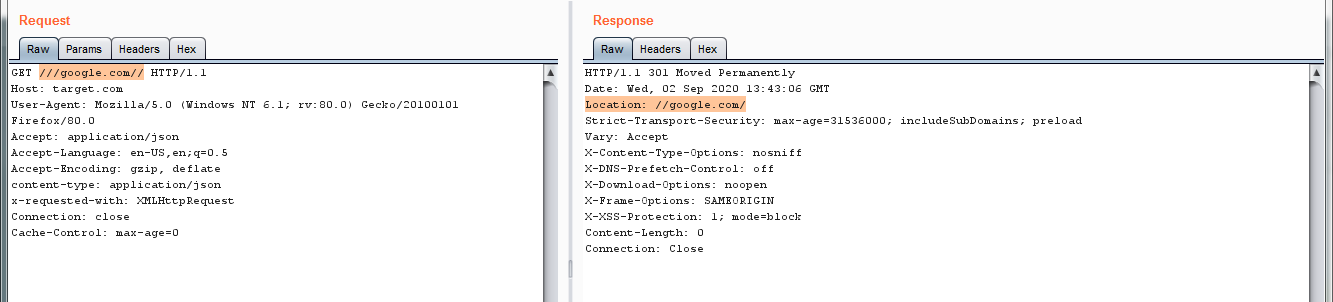 Request
Raw Params Headers Hex
GET ///google.com// HTTP/1.1
Host: target.com
User-Agent: Mozilla/5.0 (Windows NT 6.1; rv:80.0) Gecko/20100101
Firefox/80.0
Accept: application/json
Accept-Language: en-US,en;q=0.5
Accept-Encoding: gzip, deflate
content-type: application/json
x-requested-with: XMLHttpRequest
Connection: close
Cache-Control: max-age=0
Response
Raw Headers Hex
HTTP/1.1 301 Moved Permanently
Date: Wed, 02 Sep 2020 13:43:06 GMT
Location: //google.com/
Strict-Transport-Security: max-age=31536000; includeSubDomains; preload
Vary: Accept
X-Content-Type-Options: nosniff
X-DNS-Prefetch-Control: off
X-Download-Options: noopen
X-Frame-Options: SAMEORIGIN
X-XSS-Protection: 1; mode=block
Content-Length: 0
Connection: Close